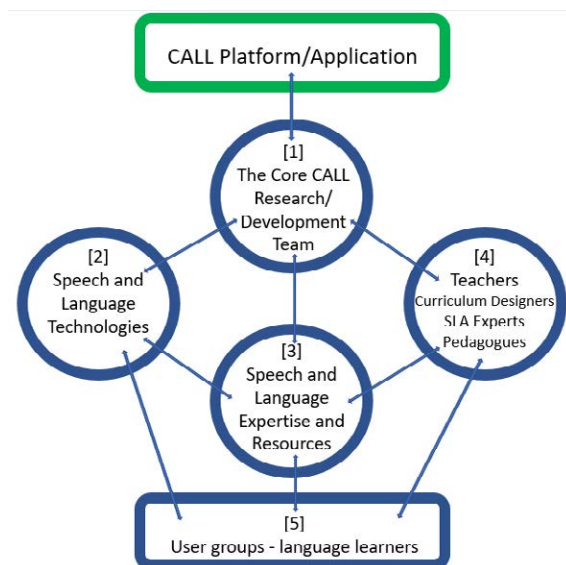 CALL Platform/Application
[1]
The Core CALL
Research/
Development
Team
[2]
Speech and
Language
Technologies
[4]
Teachers
Curriculum Designers
SLA Experts
Pedagogues
[3]
Speech and
Language
Expertise and
Resources
[5]
User groups - language learners